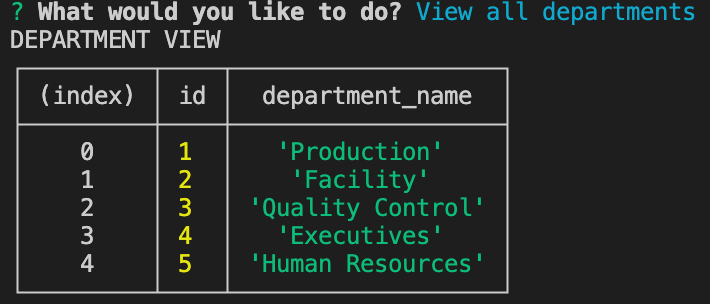 ? What would you like to do? View all departments
DEPARTMENT VIEW
(index) id department_name
0 1 'Production'
1 2 'Facility'
2 3 'Quality Control'
3 4 'Executives'
4 5 'Human Resources'